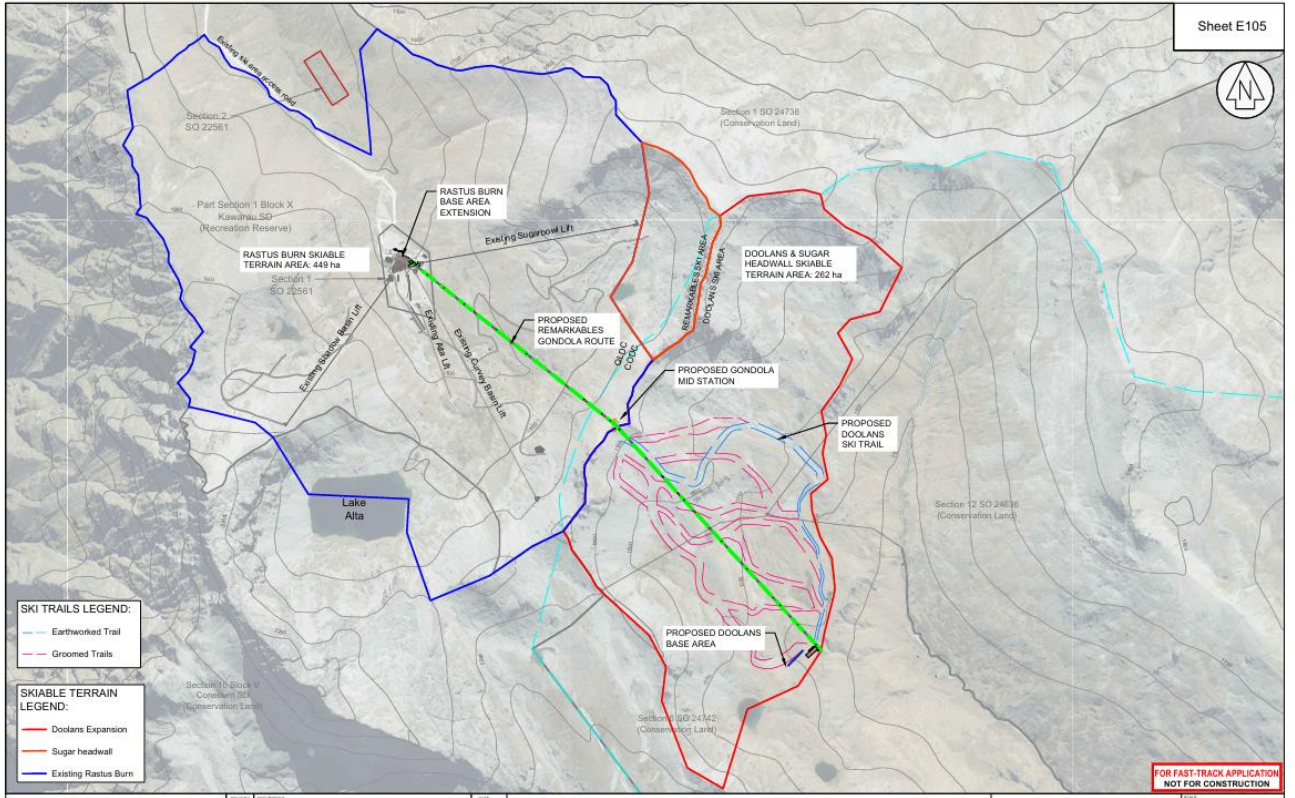 Sheet E105
N
Existing ski area access road
Section 2
SO 22561
Section 1 SO 24738
(Conservation Land)
RASTUS BURN
BASE AREA
EXTENSION
Part Section 1 Block X
Kawarau SD
(Recreation Reserve)
Existing Sugarbowl Lift
RASTUS BURN SKIABLE
TERRAIN AREA: 449 ha
Section 1
SO 22561
REMARKABLES SKI AREA
DOOLANS SKI AREA
DOOLANS & SUGAR
HEADWALL SKIABLE
TERRAIN AREA: 262 ha
Existing Shadow Basin Lift
Existing Alta Lift
Existing Curvey Basin Lift
PROPOSED
REMARKABLES
GONDOLA ROUTE
QLDC
CODC
PROPOSED GONDOLA
MID STATION
PROPOSED
DOOLANS
SKI TRAIL
Lake
Alta
Section 12 SO 24636
(Conservation Land)
SKI TRAILS LEGEND:
Earthworked Trail
Groomed Trails
PROPOSED DOOLANS
BASE AREA
SKIABLE TERRAIN
LEGEND:
Doolans Expansion
Sugar headwall
Existing Rastus Burn
Section 10 Block V
Coneburn SD
(Conservation Land)
SO 24742
(Conservation Land)
FOR FAST-TRACK APPLICATION
NOT FOR CONSTRUCTION